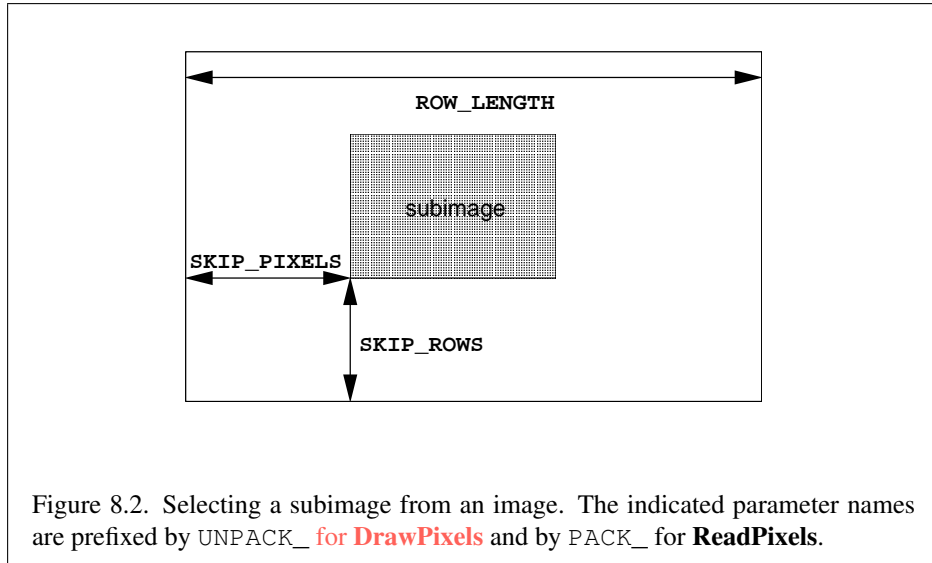 ROW_LENGTH
subimage
SKIP_PIXELS
SKIP_ROWS
Figure 8.2. Selecting a subimage from an image. The indicated parameter names
are prefixed by UNPACK_ for DrawPixels and by PACK_ for ReadPixels.